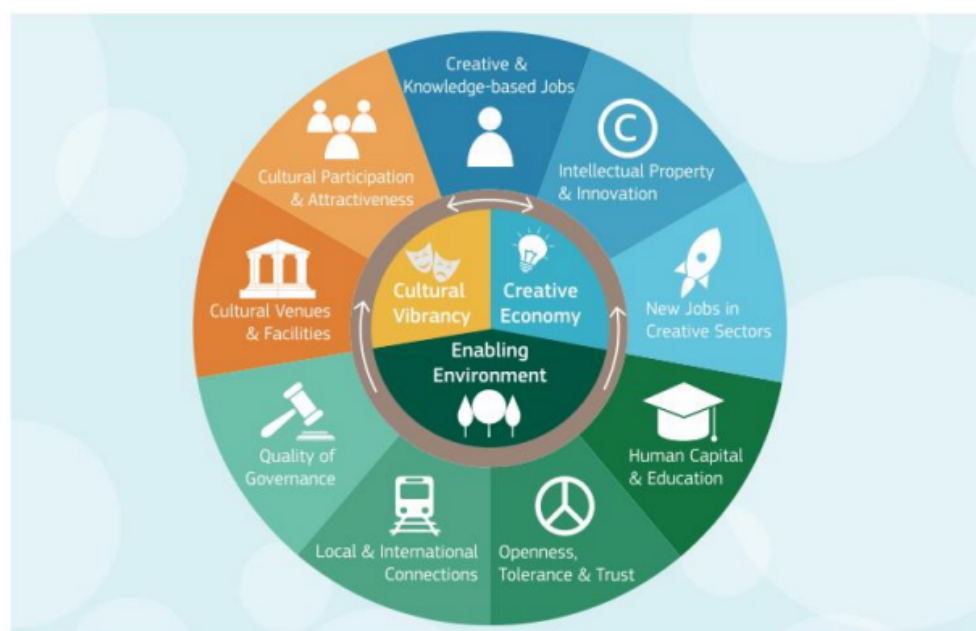 Creative &
Knowledge-based Jobs
Intellectual Property
& Innovation
New Jobs in
Creative Sectors
Human Capital
& Education
Openness,
Tolerance & Trust
Local & International
Connections
Quality of
Governance
Cultural Venues
& Facilities
Cultural Participation
& Attractiveness
Cultural
Vibrancy
Creative
Economy
Enabling
Environment
C